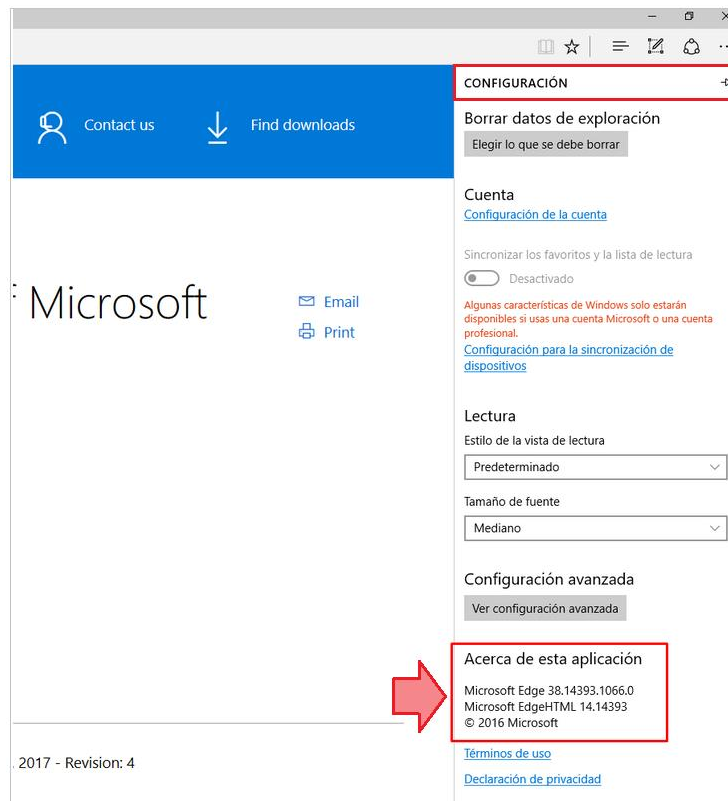 Contact us
Find downloads
Microsoft
Email
Print
2017 - Revision: 4
CONFIGURACIÓN
Borrar datos de exploración
Elegir lo que se debe borrar
Cuenta
Configuración de la cuenta
Sincronizar los favoritos y la lista de lectura
Desactivado
Algunas características de Windows solo estarán
disponibles si usas una cuenta Microsoft o una cuenta
profesional.
Configuración para la sincronización de
dispositivos
Lectura
Estilo de la vista de lectura
Predeterminado
Tamaño de fuente
Mediano
Configuración avanzada
Ver configuración avanzada
Acerca de esta aplicación
Microsoft Edge 38.14393.1066.0
Microsoft EdgeHTML 14.14393
© 2016 Microsoft
Términos de uso
Declaración de privacidad